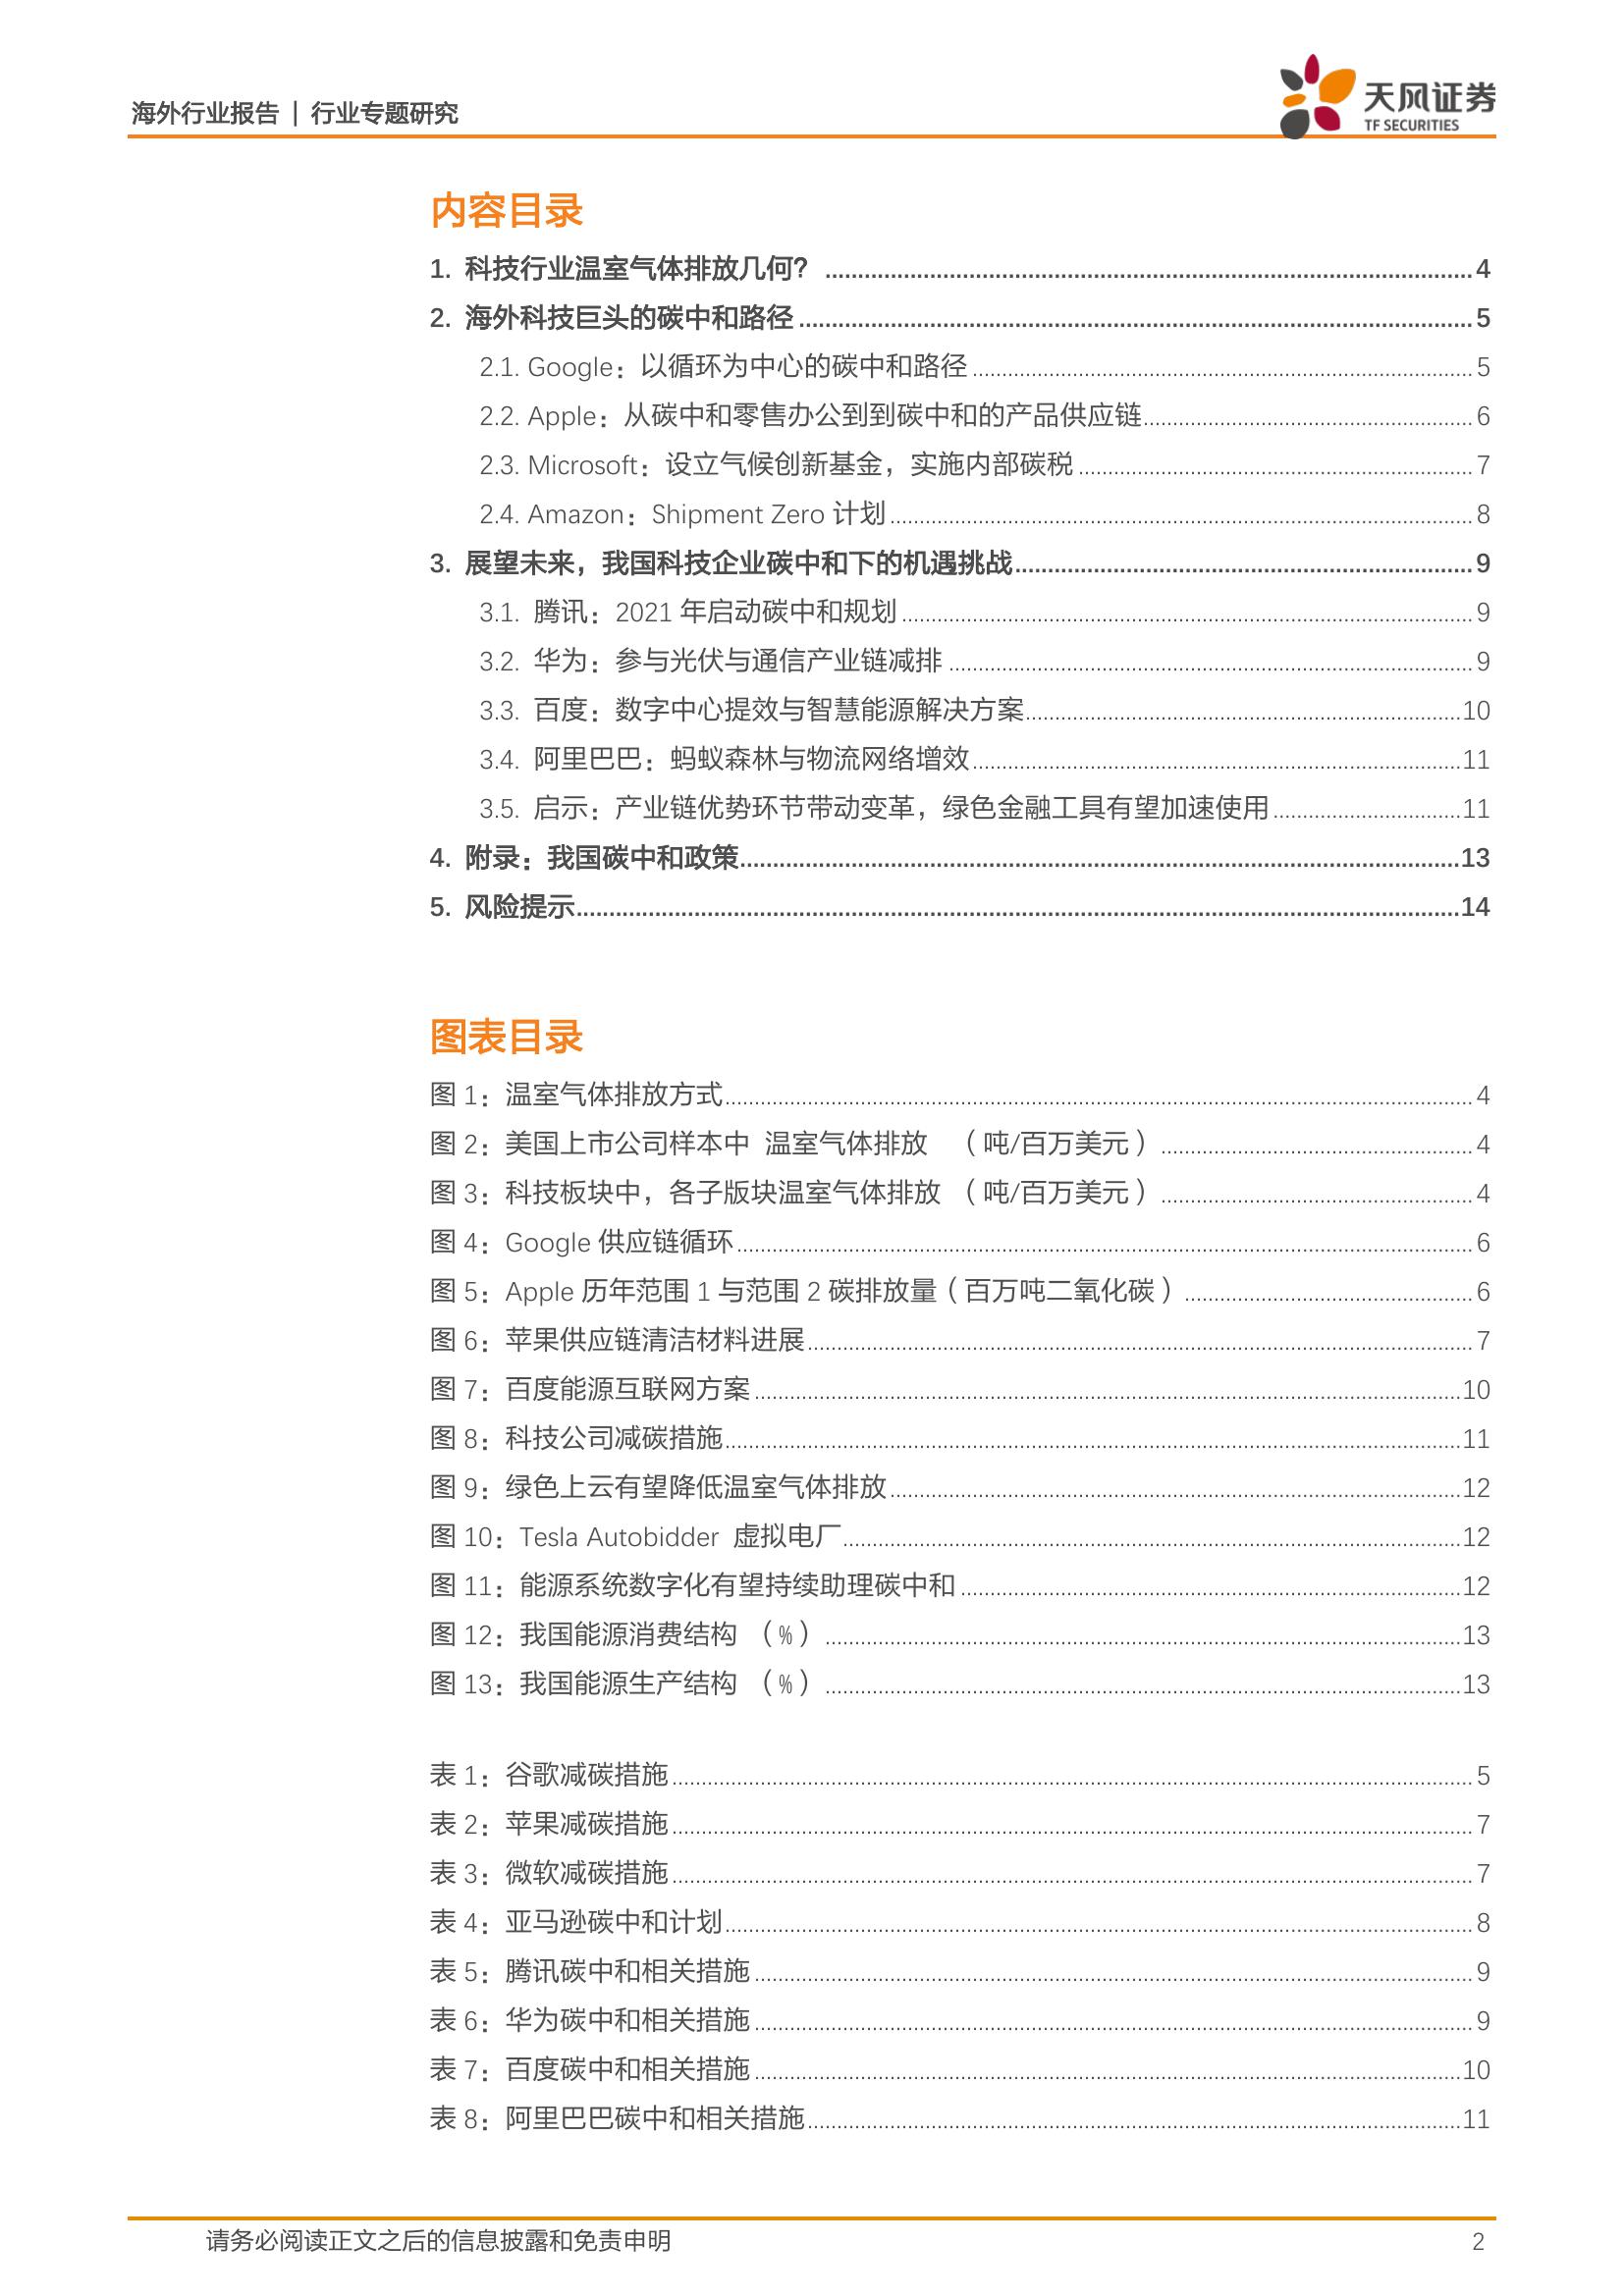 海外行业报告 | 行业专题研究
天风证券
TF SECURITIES
内容目录
1. 科技行业温室气体排放几何？ 4
2. 海外科技巨头的碳中和路径 5
2.1. Google：以循环为中心的碳中和路径 5
2.2. Apple：从碳中和零售办公到到碳中和的产品供应链 6
2.3. Microsoft：设立气候创新基金，实施内部碳税 7
2.4. Amazon：Shipment Zero 计划 8
3. 展望未来，我国科技企业碳中和下的机遇挑战 9
3.1. 腾讯：2021 年启动碳中和规划 9
3.2. 华为：参与光伏与通信产业链减排 9
3.3. 百度：数字中心提效与智慧能源解决方案 10
3.4. 阿里巴巴：蚂蚁森林与物流网络增效 11
3.5. 启示：产业链优势环节带动变革，绿色金融工具有望加速使用 11
4. 附录：我国碳中和政策 13
5. 风险提示 14
图表目录
图 1：温室气体排放方式 4
图 2：美国上市公司样本中 温室气体排放 （吨/百万美元） 4
图 3：科技板块中，各子版块温室气体排放 （吨/百万美元） 4
图 4：Google 供应链循环 6
图 5：Apple 历年范围 1 与范围 2 碳排放量（百万吨二氧化碳） 6
图 6：苹果供应链清洁材料进展 7
图 7：百度能源互联网方案 10
图 8：科技公司减碳措施 11
图 9：绿色上云有望降低温室气体排放 12
图 10：Tesla Autobidder 虚拟电厂 12
图 11：能源系统数字化有望持续助理碳中和 12
图 12：我国能源消费结构 （%） 13
图 13：我国能源生产结构 （%） 13
表 1：谷歌减碳措施 5
表 2：苹果减碳措施 7
表 3：微软减碳措施 7
表 4：亚马逊碳中和计划 8
表 5：腾讯碳中和相关措施 9
表 6：华为碳中和相关措施 9
表 7：百度碳中和相关措施 10
表 8：阿里巴巴碳中和相关措施 11
请务必阅读正文之后的信息披露和免责申明 2